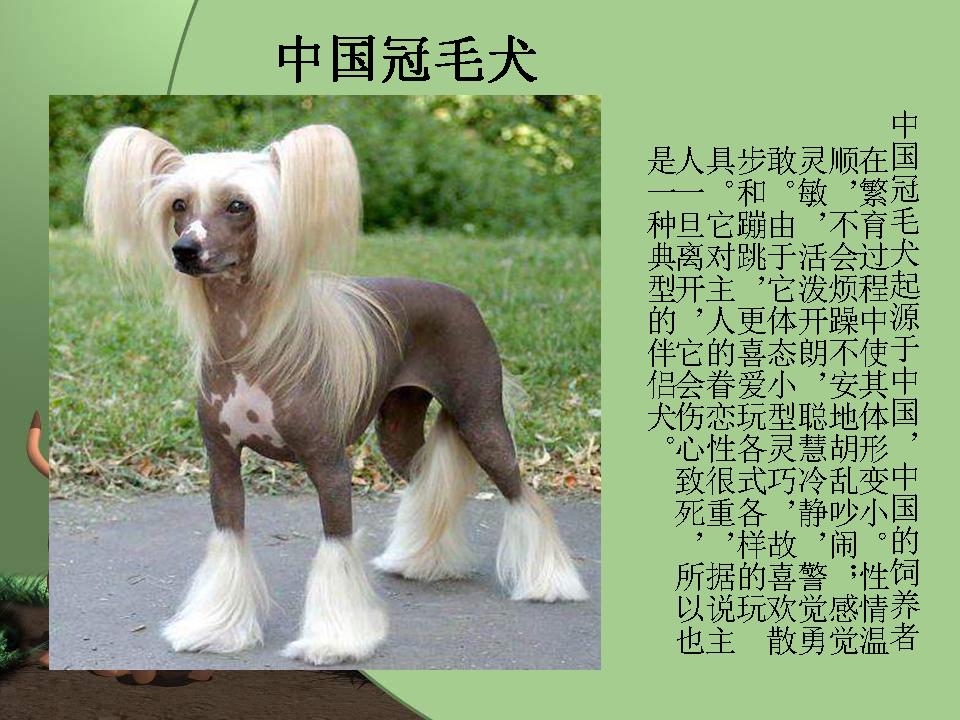 中国冠毛犬
中国冠毛犬起源于中国，中国的饲养者
在繁育过程中使其体形变小。性情温
顺，不会烦躁不安地胡乱吵闹；感觉
灵敏，活泼开朗，聪慧冷静，警觉勇
敢。由于它体态小型灵巧，故喜欢散
步和蹦跳，更喜爱玩各式各样的玩
具。它对主人的眷恋性很重，据说主
人一旦离开，它会伤心致死，所以也
是一种典型的伴侣犬。